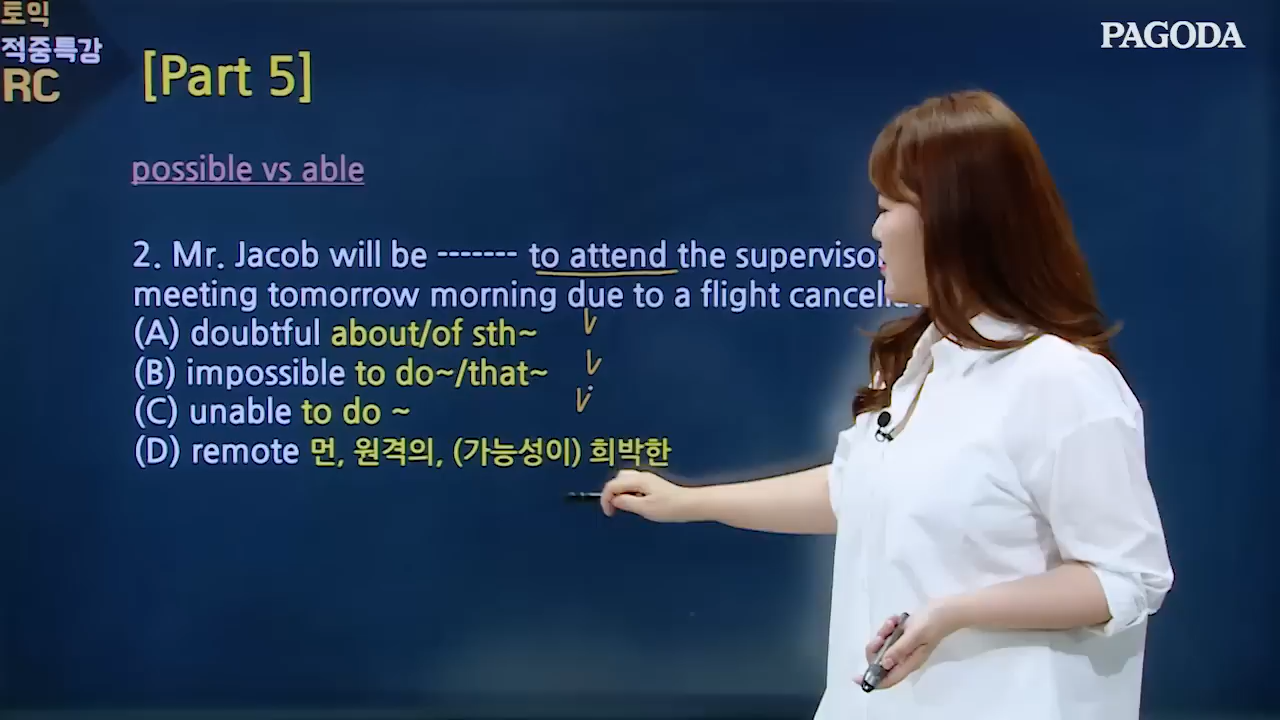 토익
적중특강
RC
PAGODA
[Part 5]
possible vs able
2. Mr. Jacob will be ------- to attend the
meeting tomorrow morning due to a flight
(A) doubtful about/of sth~
(B) impossible to do~/that~
(C) unable to do ~
(D) remote 먼, 원격의, (가능성이) 희박한